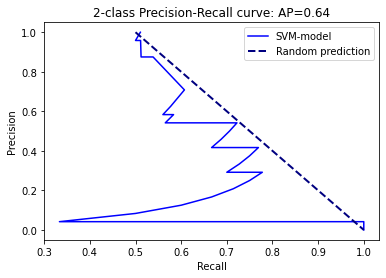 2-class Precision-Recall curve: AP=0.64
SVM-model
Random prediction
Precision
1.0
0.8
0.6
0.4
0.2
0.0
0.3 0.4 0.5 0.6 0.7 0.8 0.9 1.0
Recall